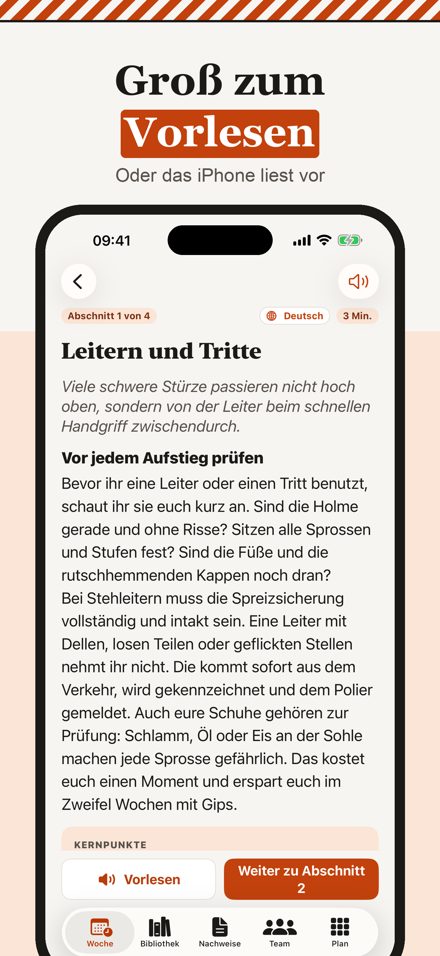 Groß zum
Vorlesen
Oder das iPhone liest vor
09:41
Abschnitt 1 von 4
Deutsch
3 Min.
Leitern und Tritte
Viele schwere Stürze passieren nicht hoch
oben, sondern von der Leiter beim schnellen
Handgriff zwischendurch.
Vor jedem Aufstieg prüfen
Bevor ihr eine Leiter oder einen Tritt benutzt,
schaut ihr sie euch kurz an. Sind die Holme
gerade und ohne Risse? Sitzen alle Sprossen
und Stufen fest? Sind die Füße und die
rutschhemmenden Kappen noch dran?
Bei Stehleitern muss die Spreizsicherung
vollständig und intakt sein. Eine Leiter mit
Dellen, losen Teilen oder geflickten Stellen
nehmt ihr nicht. Die kommt sofort aus dem
Verkehr, wird gekennzeichnet und dem Polier
gemeldet. Auch eure Schuhe gehören zur
Prüfung: Schlamm, Öl oder Eis an der Sohle
machen jede Sprosse gefährlich. Das kostet
euch einen Moment und erspart euch im
Zweifel Wochen mit Gips.
KERNPUNKTE
Vorlesen
Weiter zu Abschnitt
2
Woche
Bibliothek
Nachweise
Team
Plan